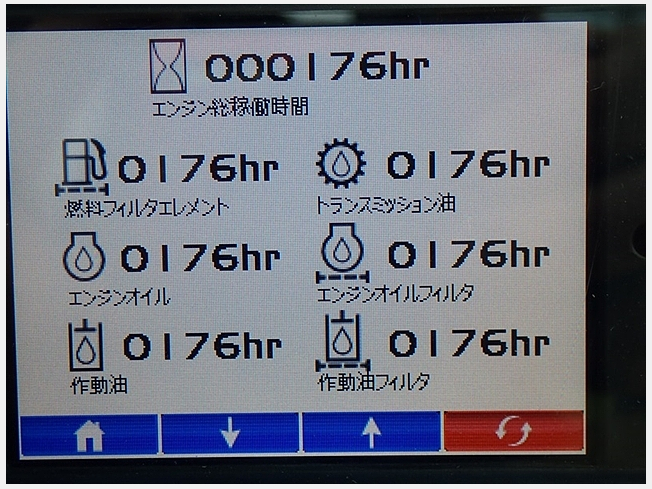 000176hr
エンジン総稼働時間
0176hr 0176hr
燃料フィルタエレメント トランスミッション油
0176hr 0176hr
エンジンオイル エンジンオイルフィルタ
0176hr 0176hr
作動油 作動油フィルタ